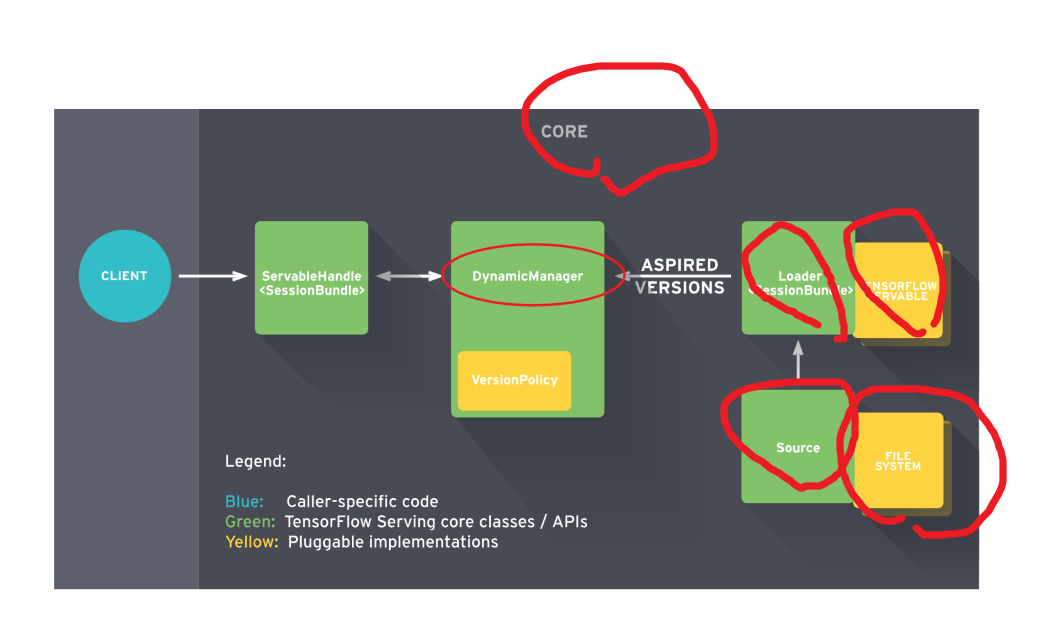 CORE
CLIENT
ServableHandle
<SessionBundle>
DynamicManager
VersionPolicy
ASPIRED
VERSIONS
Loader
<SessionBundle>
TENSORFLOW
SERVABLE
Source
FILE
SYSTEM
Legend:
Blue: Caller-specific code
Green: TensorFlow Serving core classes / APIs
Yellow: Pluggable implementations